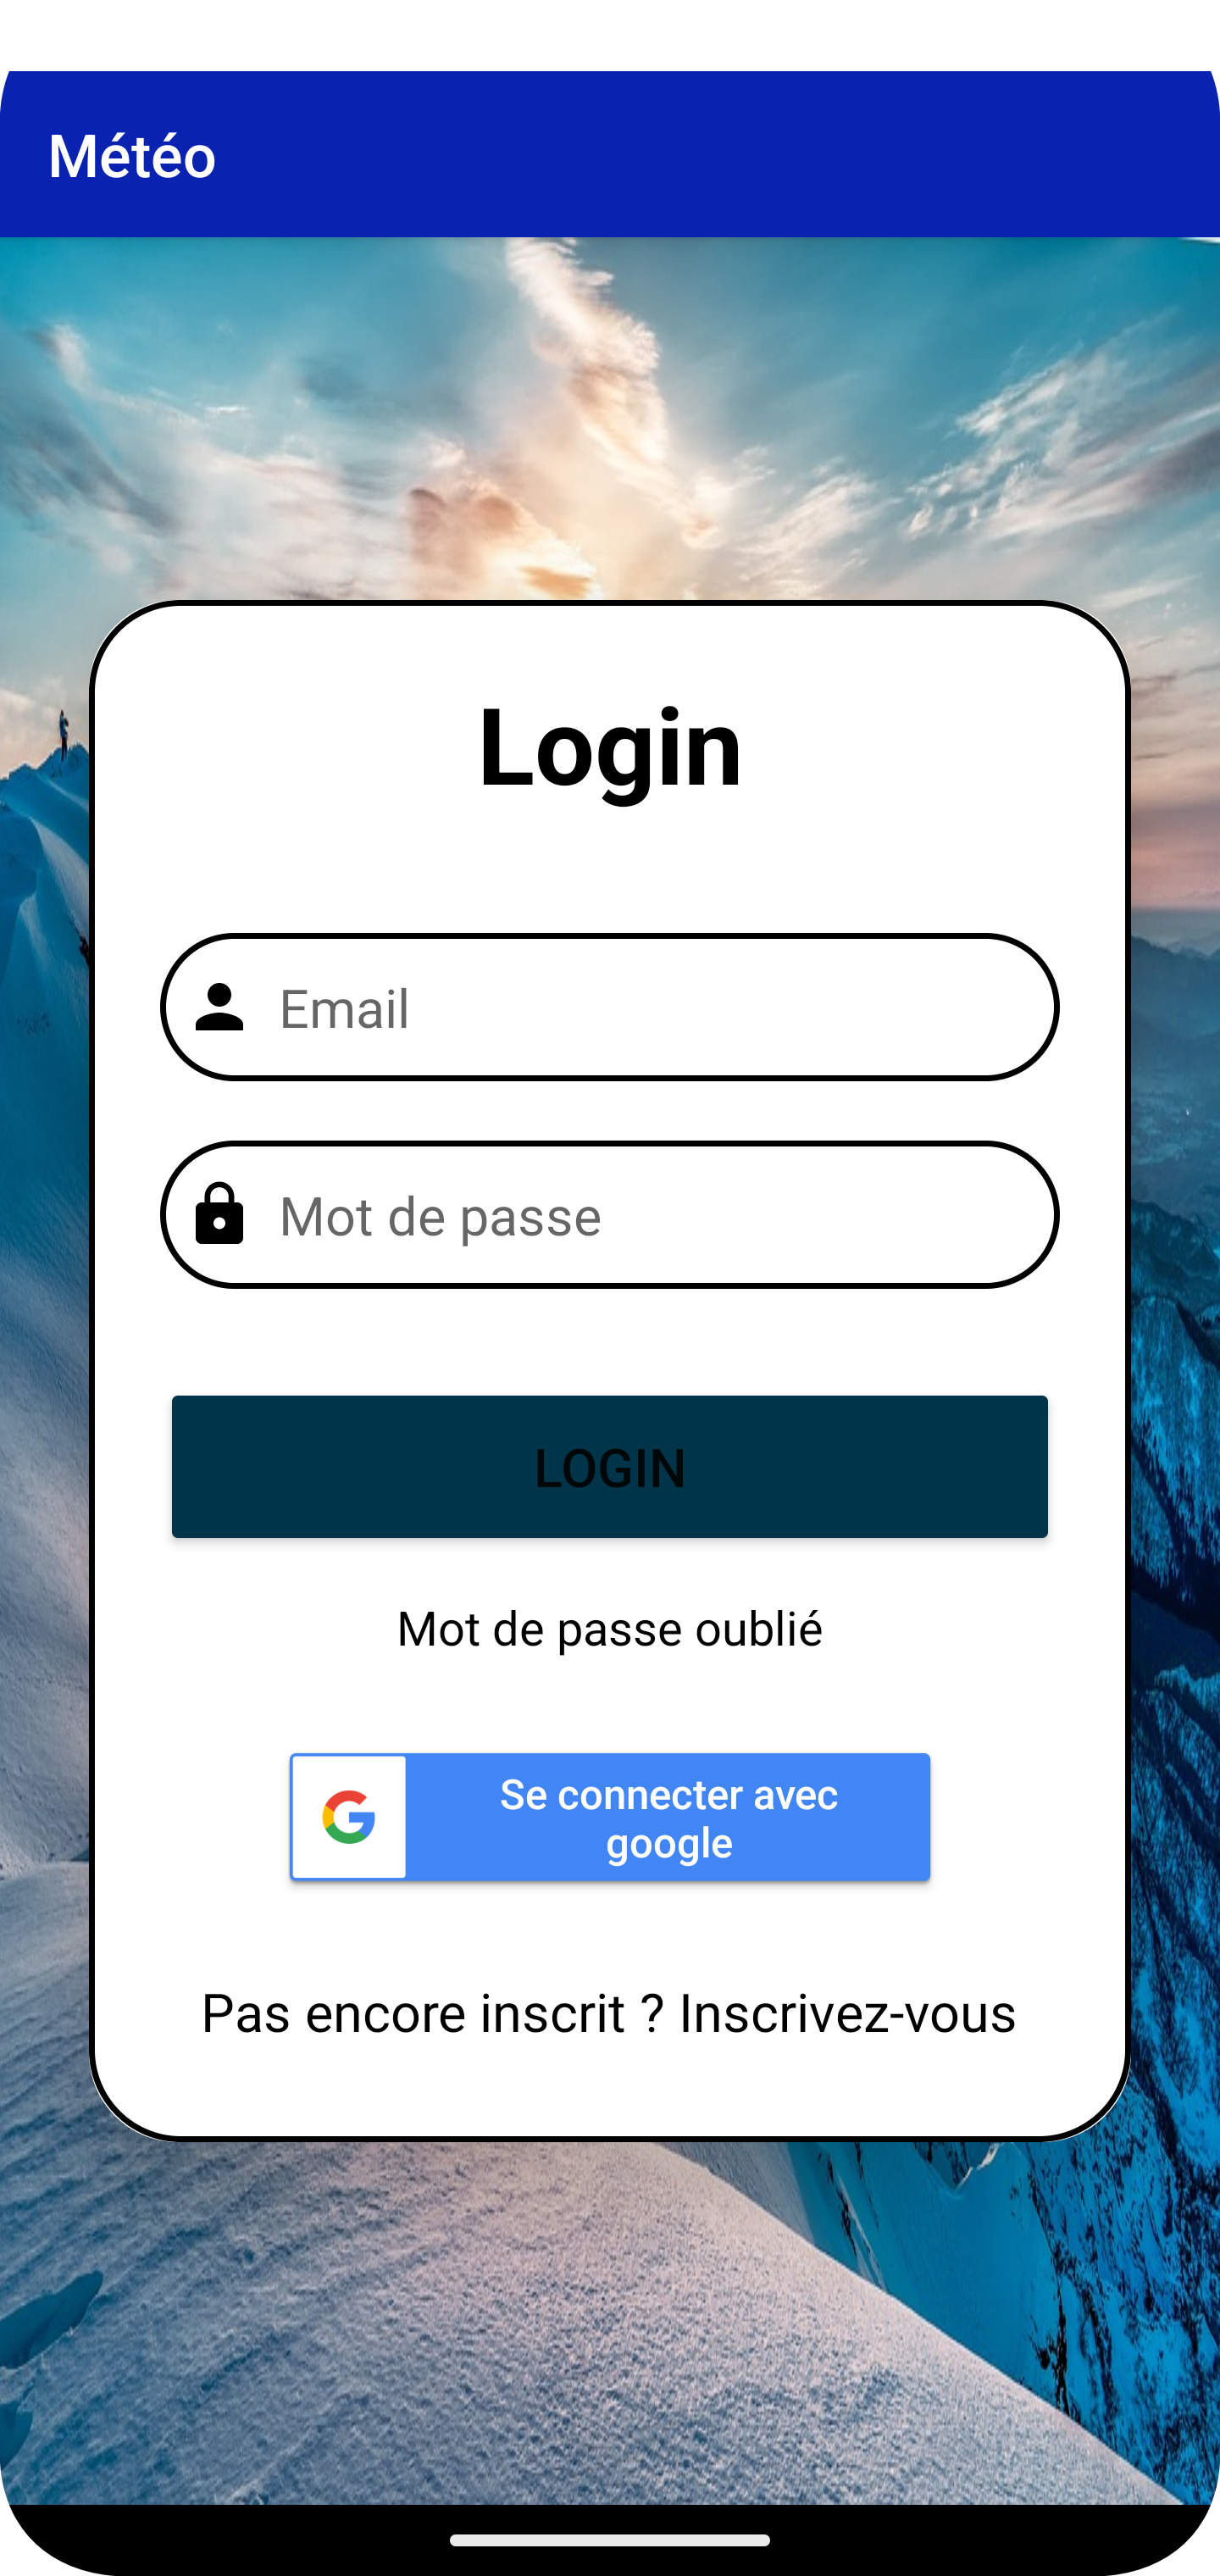 Météo
Login
Email
Mot de passe
LOGIN
Mot de passe oublié
Se connecter avec
google
Pas encore inscrit ? Inscrivez-vous